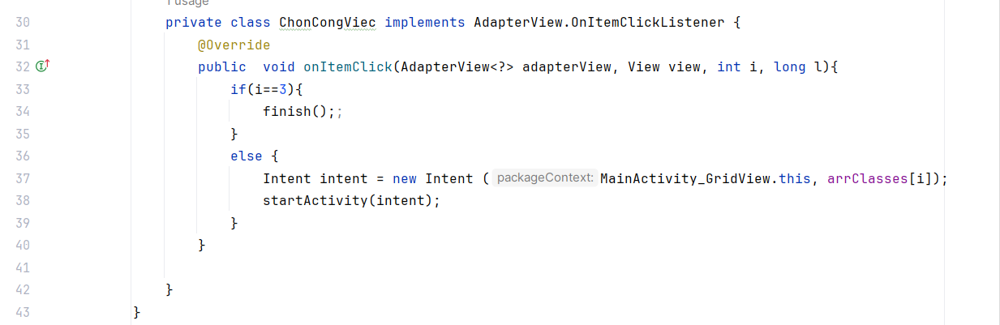 1 usage
30 private class ChonCongViec implements AdapterView.OnItemClickListener {
31 @Override
32 public  void onItemClick(AdapterView<?> adapterView, View view, int i, long l){
33 if(i==3){
34 finish();;
35 }
36 else {
37 Intent intent = new Intent ( packageContext: MainActivity_GridView.this, arrClasses[i]);
38 startActivity(intent);
39 }
40 }
41
42 }
43 }